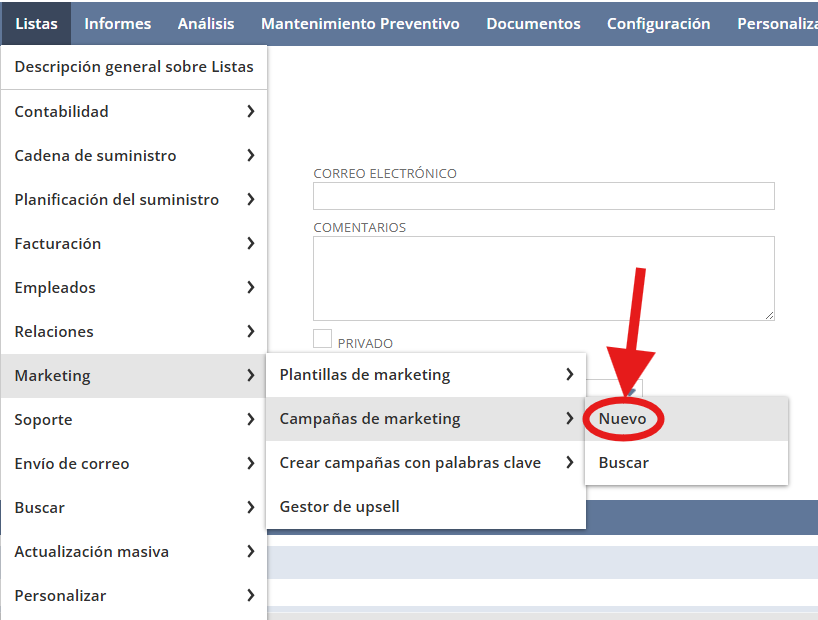 Listas Informes Análisis Mantenimiento Preventivo Documentos Configuración
Descripción general sobre Listas
Contabilidad
Cadena de suministro
Planificación del suministro
Facturación
Empleados
Relaciones
Marketing
Soporte
Envío de correo
Buscar
Actualización masiva
Personalizar
CORREO ELECTRÓNICO
COMENTARIOS
PRIVADO
Plantillas de marketing
Campañas de marketing
Crear campañas con palabras clave
Gestor de upsell
Nuevo
Buscar